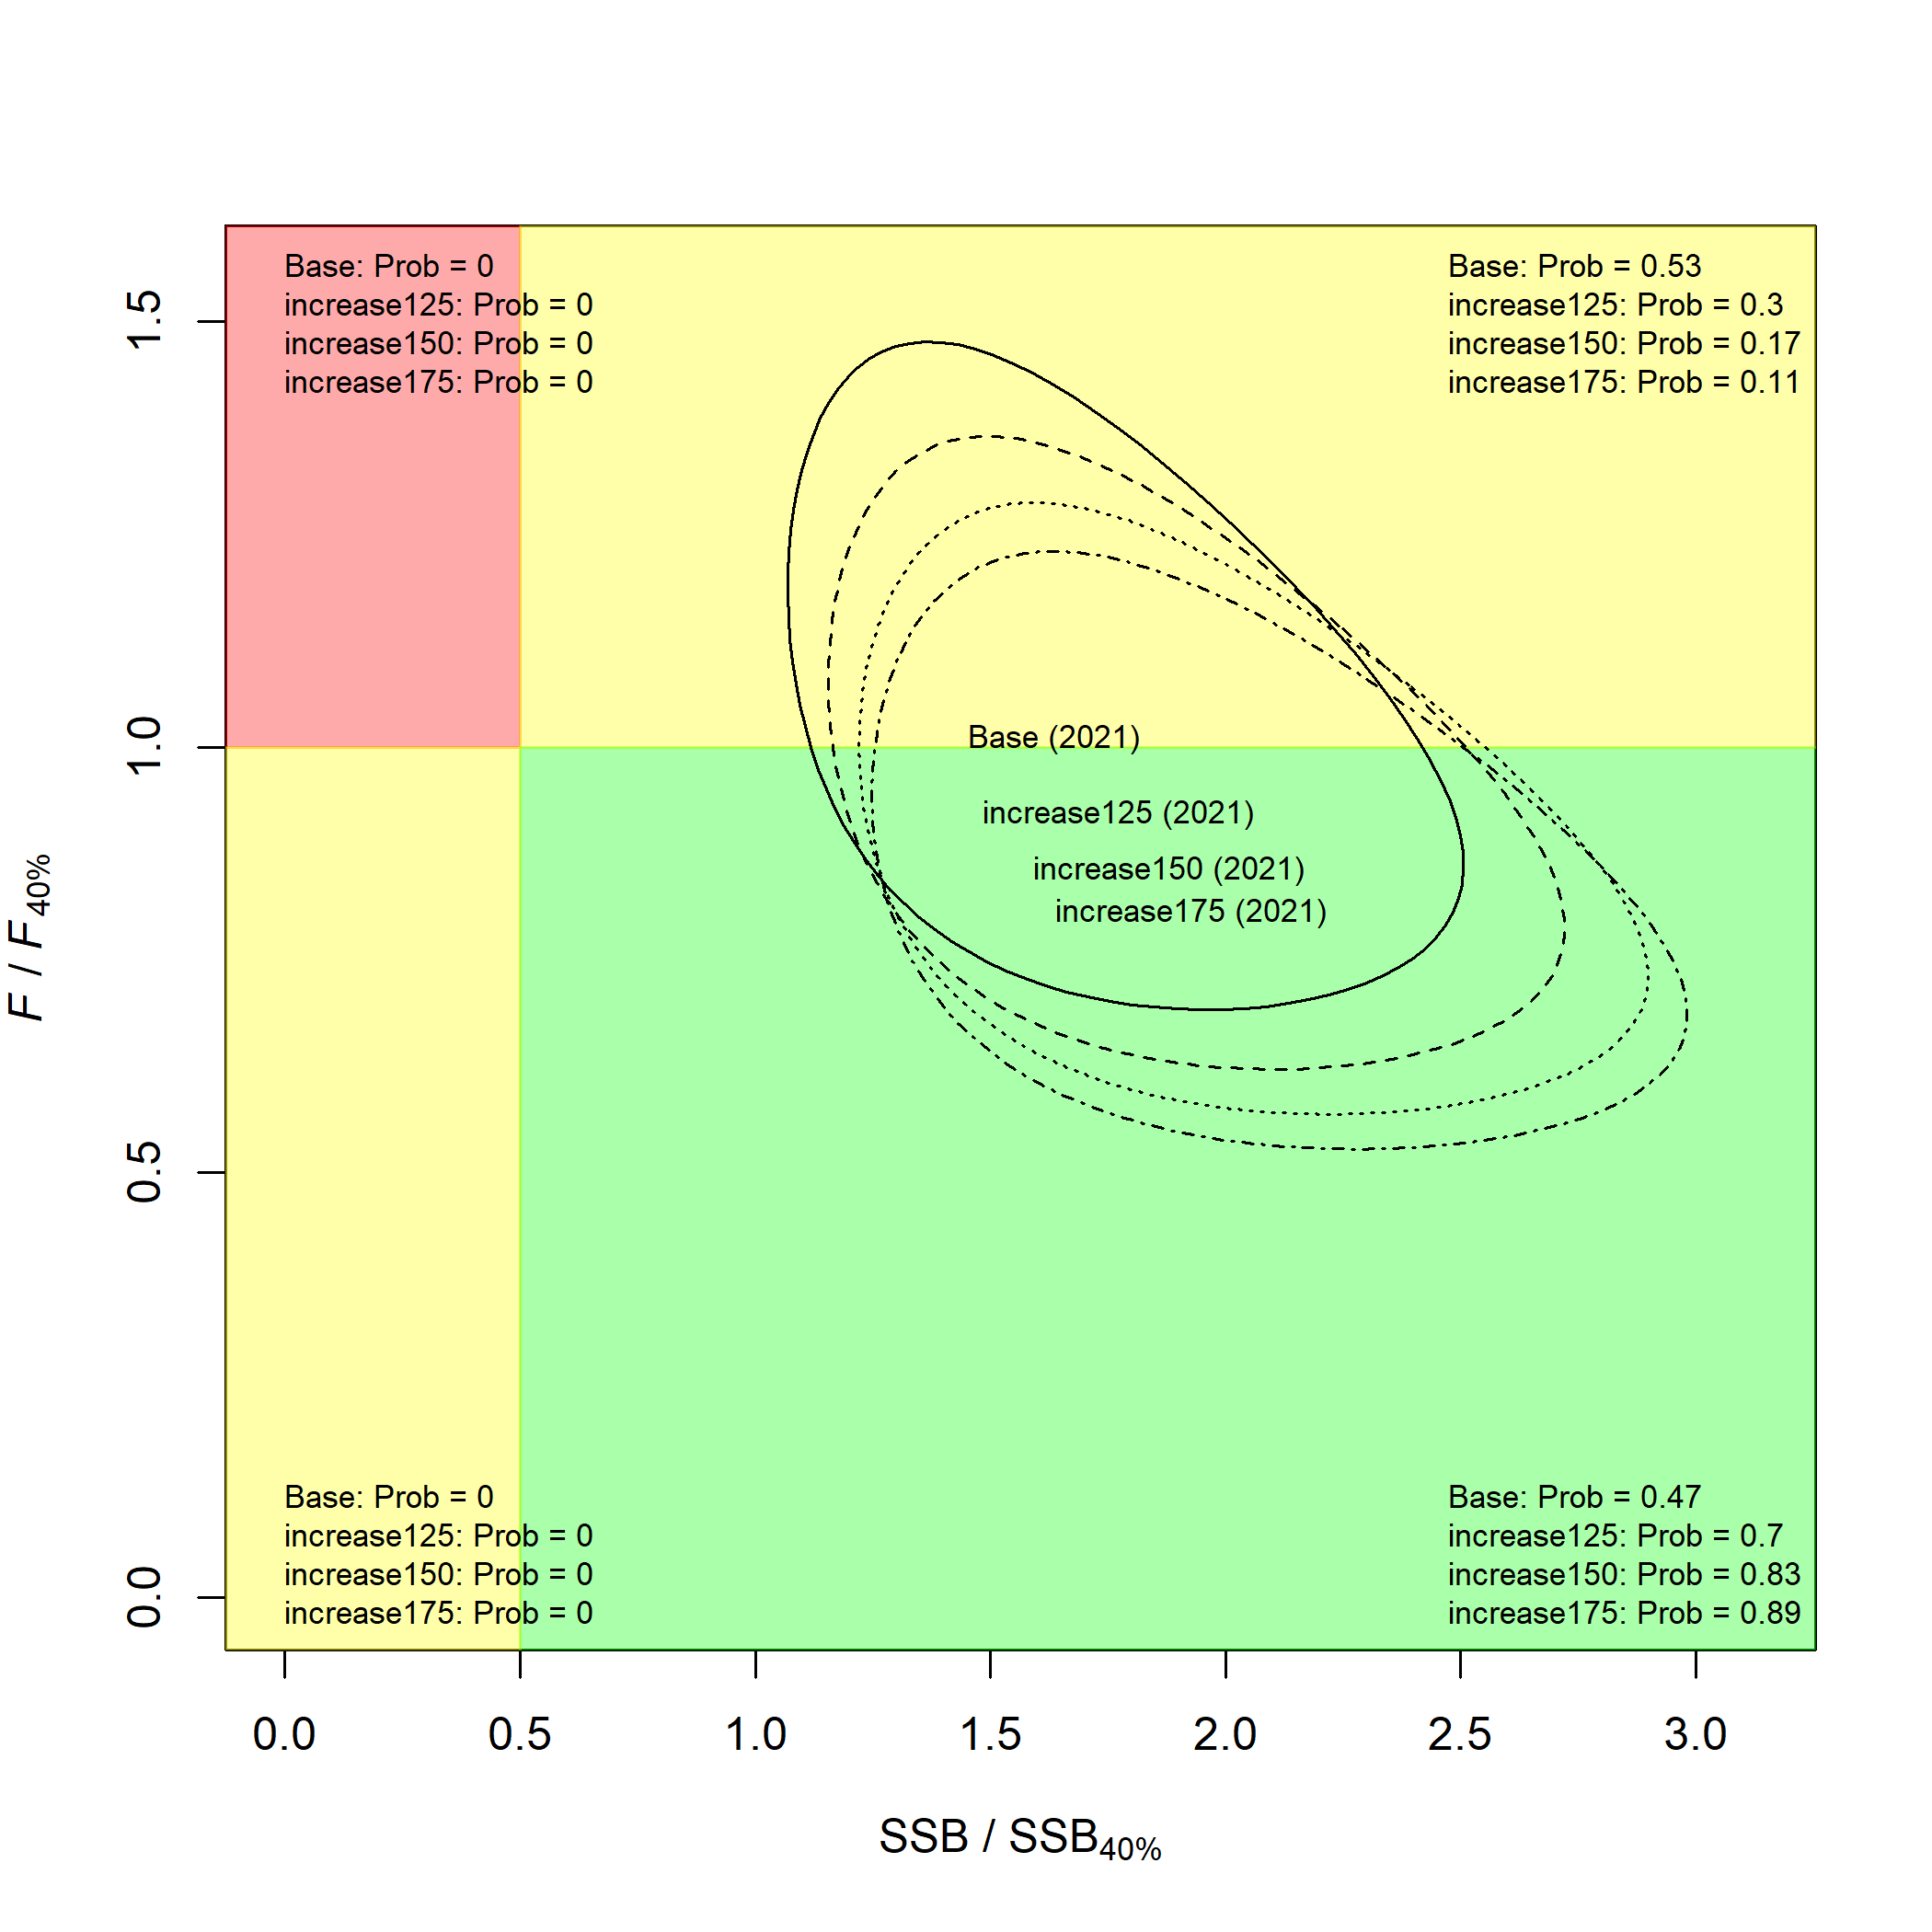 Base: Prob = 0
increase125: Prob = 0
increase150: Prob = 0
increase175: Prob = 0
Base: Prob = 0.53
increase125: Prob = 0.3
increase150: Prob = 0.17
increase175: Prob = 0.11
1.5
1.0
0.5
0.0
F / F40%
Base (2021)
increase125 (2021)
increase150 (2021)
increase175 (2021)
Base: Prob = 0
increase125: Prob = 0
increase150: Prob = 0
increase175: Prob = 0
Base: Prob = 0.47
increase125: Prob = 0.7
increase150: Prob = 0.83
increase175: Prob = 0.89
0.0 0.5 1.0 1.5 2.0 2.5 3.0
SSB / SSB40%